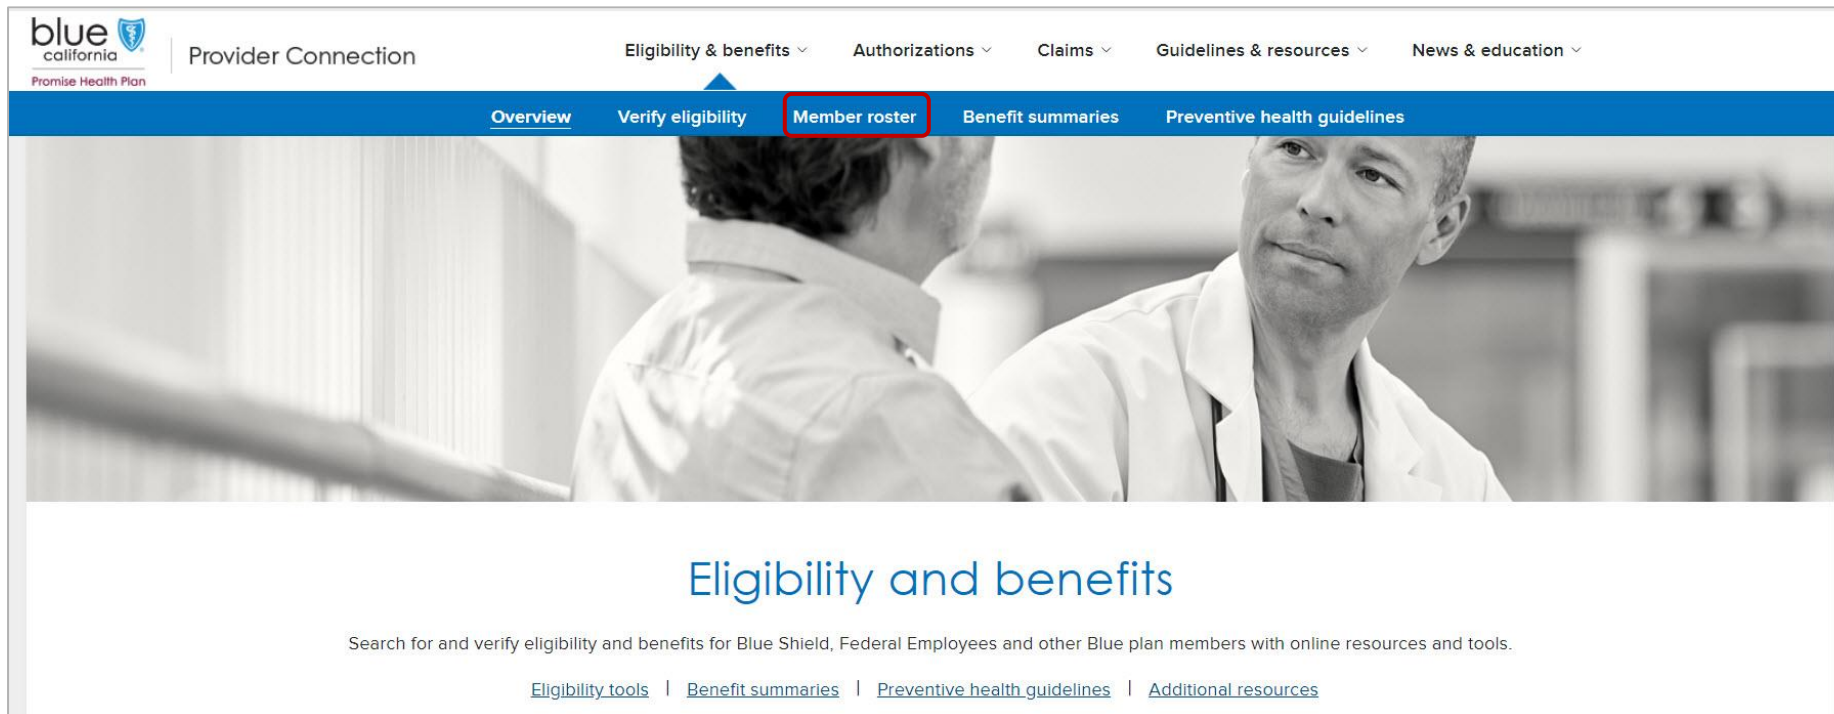 blue
california
Promise Health Plan
Provider Connection
Eligibility & benefits
Authorizations
Claims
Guidelines & resources
News & education
Overview
Verify eligibility
Member roster
Benefit summaries
Preventive health guidelines
Eligibility and benefits
Search for and verify eligibility and benefits for Blue Shield, Federal Employees and other Blue plan members with online resources and tools.
Eligibility tools | Benefit summaries | Preventive health guidelines | Additional resources